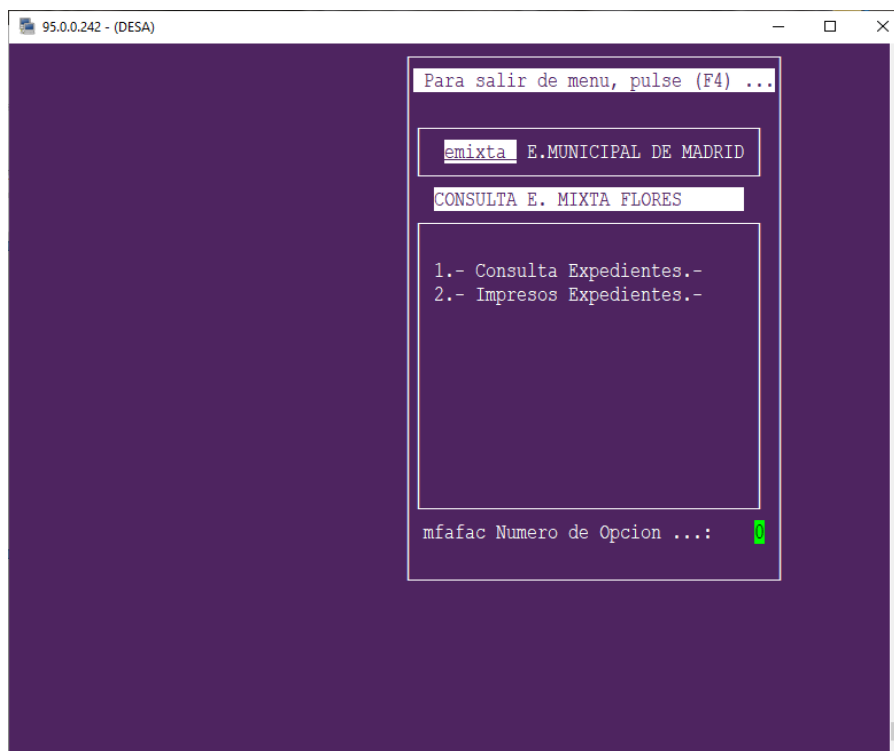 95.0.0.242 - (DESA)
Para salir de menu, pulse (F4) ...
emixta_ E.MUNICIPAL DE MADRID
CONSULTA E. MIXTA FLORES
1.- Consulta Expedientes.-
2.- Impresos Expedientes.-
mfafac Numero de Opcion ...: 0